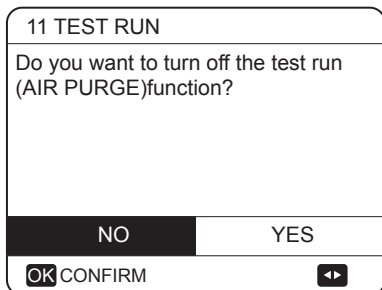 11 TEST RUN
Do you want to turn off the test run
(AIR PURGE)function?
NO YES
OK CONFIRM